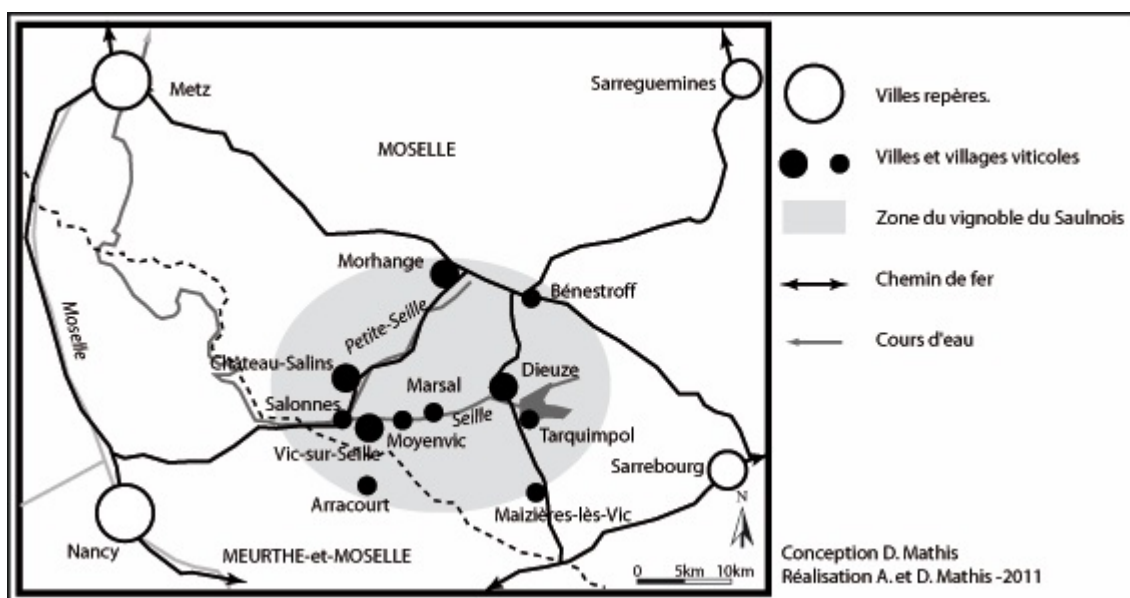 Metz
Sarreguemines
MOSELLE
Morhange
Bénestroff
Petite-Seille
Moselle
Château-Salins
Dieuze
Marsal
Salonnes
Seille
Vic-sur-Seille
Moyenvic
Tarquimpol
Sarrebourg
Arracourt
Maizières-lès-Vic
N
Nancy
MEURTHE-et-MOSELLE
0 5km 10km
Villes repères.
Villes et villages viticoles
Zone du vignoble du Saulnois
Chemin de fer
Cours d'eau
Conception D. Mathis
Réalisation A. et D. Mathis -2011